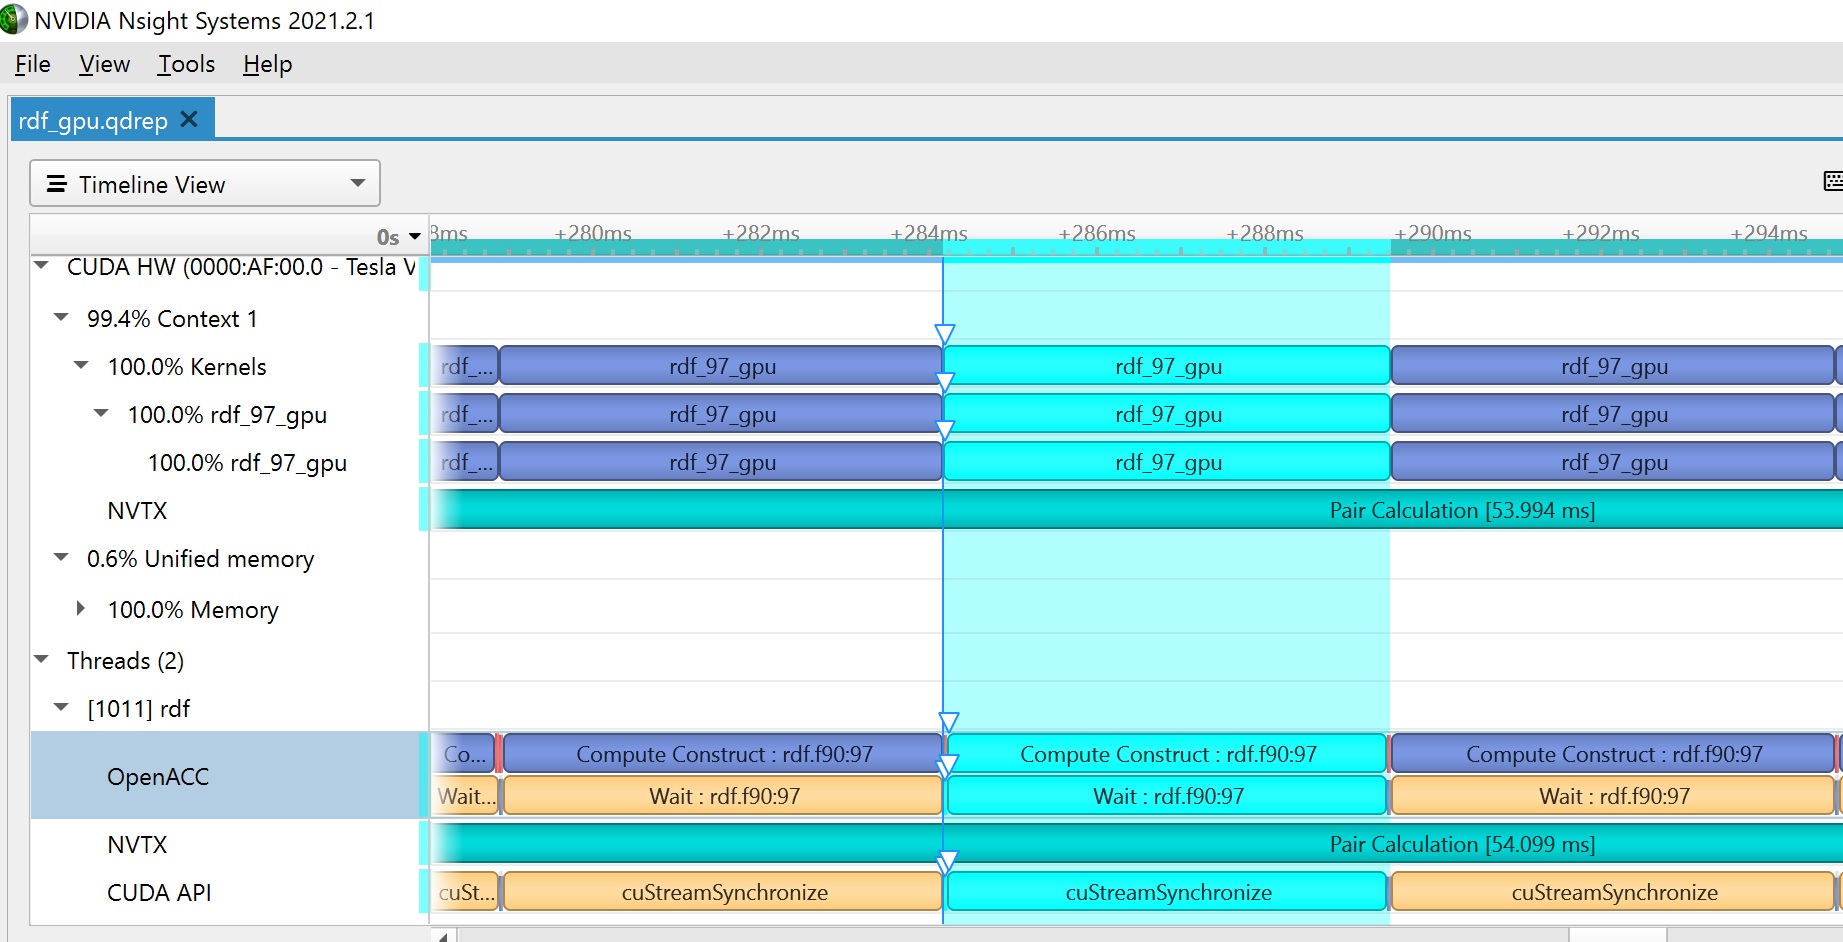 NVIDIA Nsight Systems 2021.2.1
File View Tools Help
rdf_gpu.qdrep
Timeline View
0s 8ms +280ms +282ms +284ms +286ms +288ms +290ms +292ms +294ms
CUDA HW (0000:AF:00.0 - Tesla V
99.4% Context 1
100.0% Kernels rdf_... rdf_97_gpu rdf_97_gpu rdf_97_gpu
100.0% rdf_97_gpu rdf_... rdf_97_gpu rdf_97_gpu rdf_97_gpu
100.0% rdf_97_gpu rdf_... rdf_97_gpu rdf_97_gpu rdf_97_gpu
NVTX Pair Calculation [53.994 ms]
0.6% Unified memory
100.0% Memory
Threads (2)
[1011] rdf
Co... Compute Construct : rdf.f90:97 Compute Construct : rdf.f90:97 Compute Construct : rdf.f90:97
OpenACC
Wait... Wait : rdf.f90:97 Wait : rdf.f90:97 Wait : rdf.f90:97
NVTX Pair Calculation [54.099 ms]
CUDA API cuSt... cuStreamSynchronize cuStreamSynchronize cuStreamSynchronize